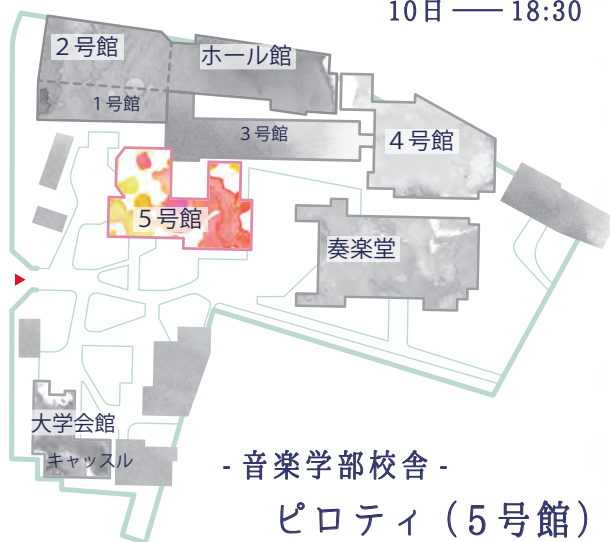 10日 ── 18:30
2号館
ホール館
1号館
3号館
4号館
5号館
奏楽堂
大学会館
キャッスル
- 音楽学部校舎 -
ピロティ（5号館）